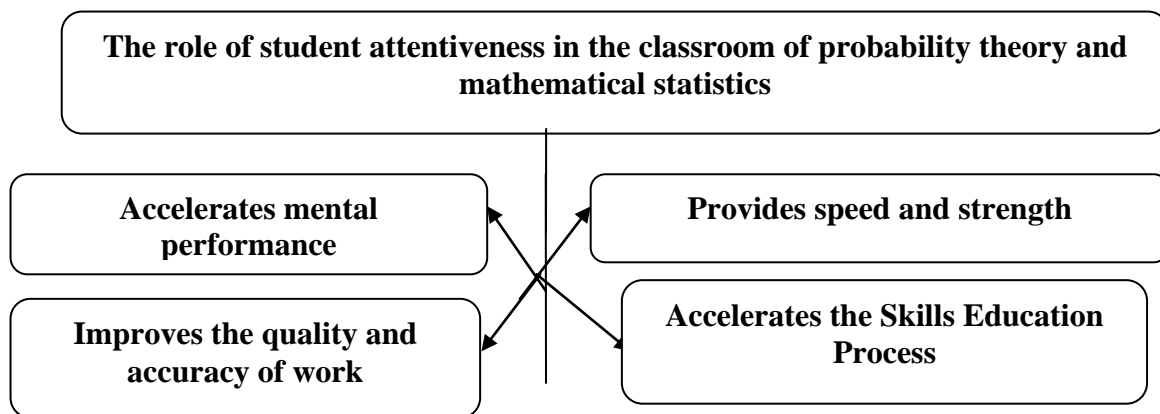 The role of student attentiveness in the classroom of probability theory and
mathematical statistics
Accelerates mental
performance
Provides speed and strength
Improves the quality and
accuracy of work
Accelerates the Skills Education
Process